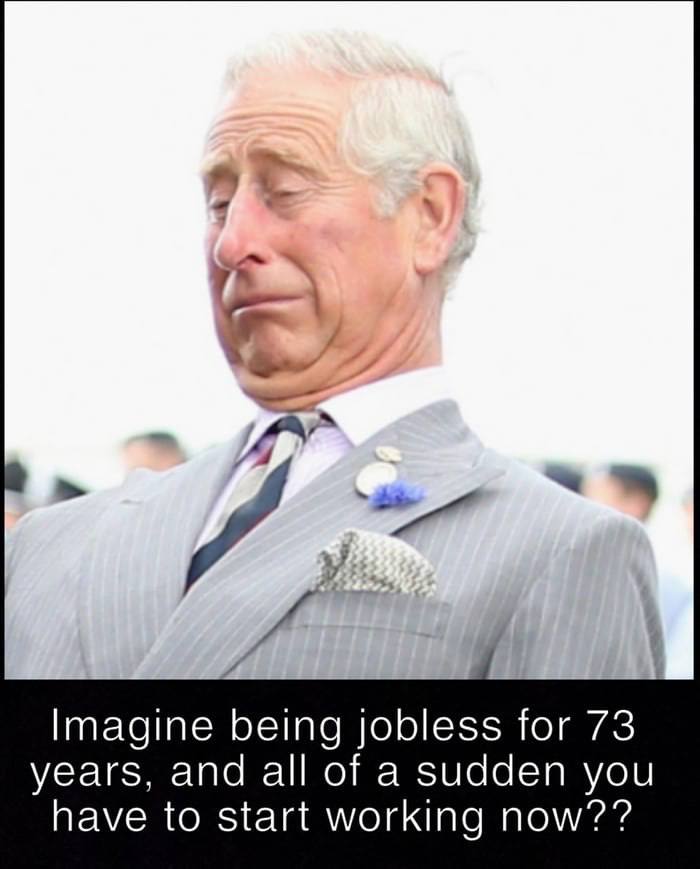 Imagine being jobless for 73
years, and all of a sudden you
have to start working now??